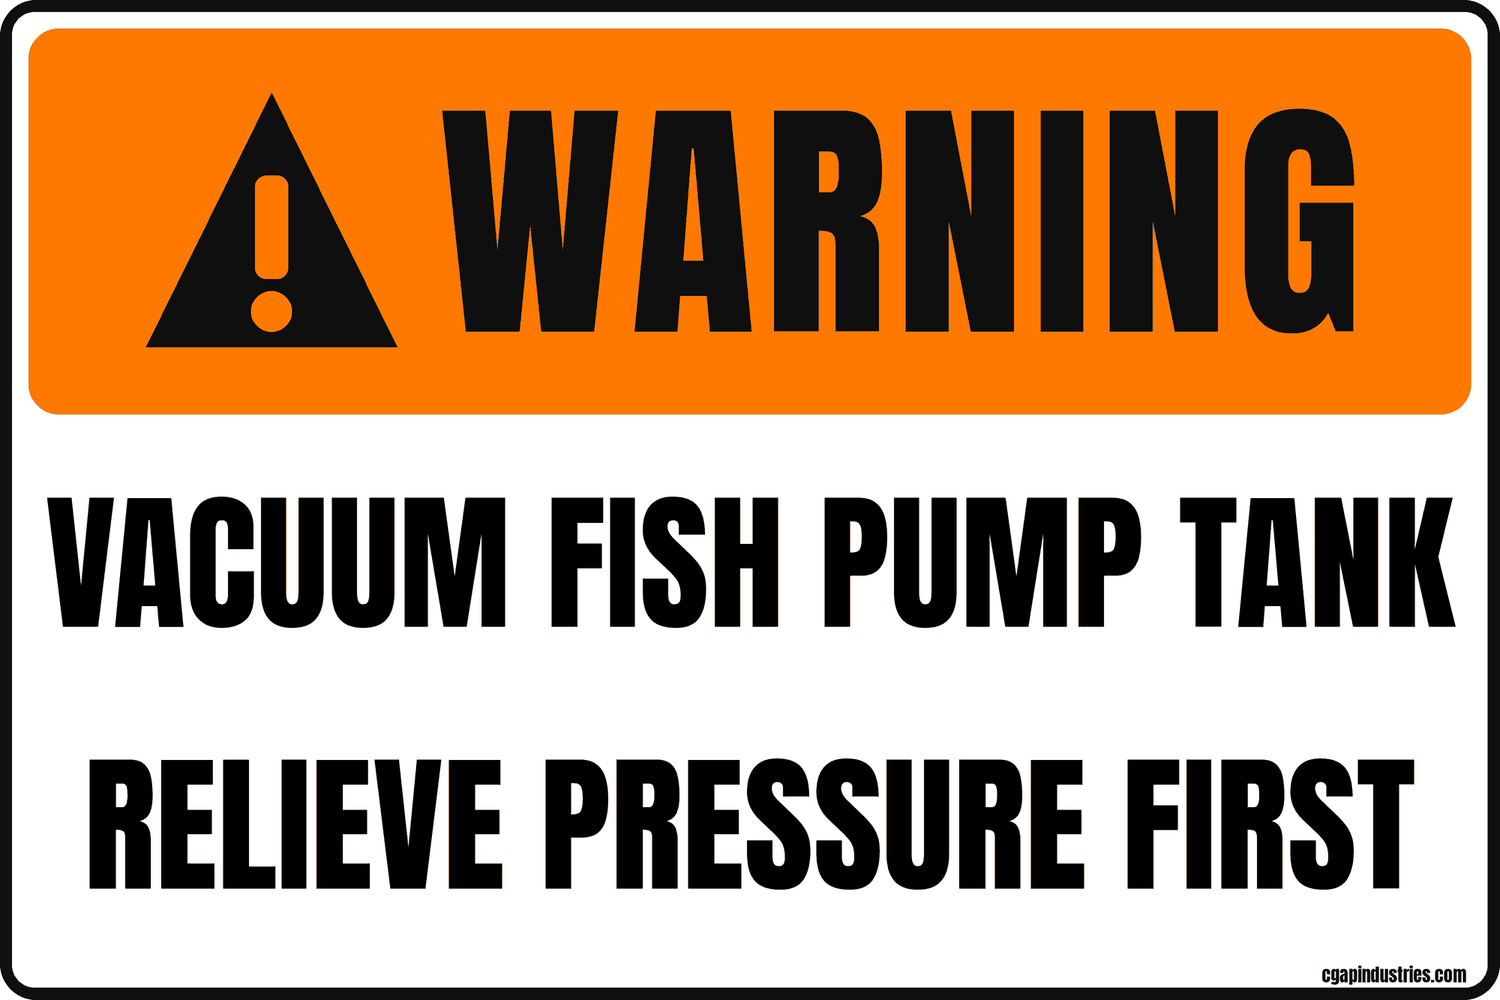 WARNING
VACUUM FISH PUMP TANK
RELIEVE PRESSURE FIRST
cgapindustries.com